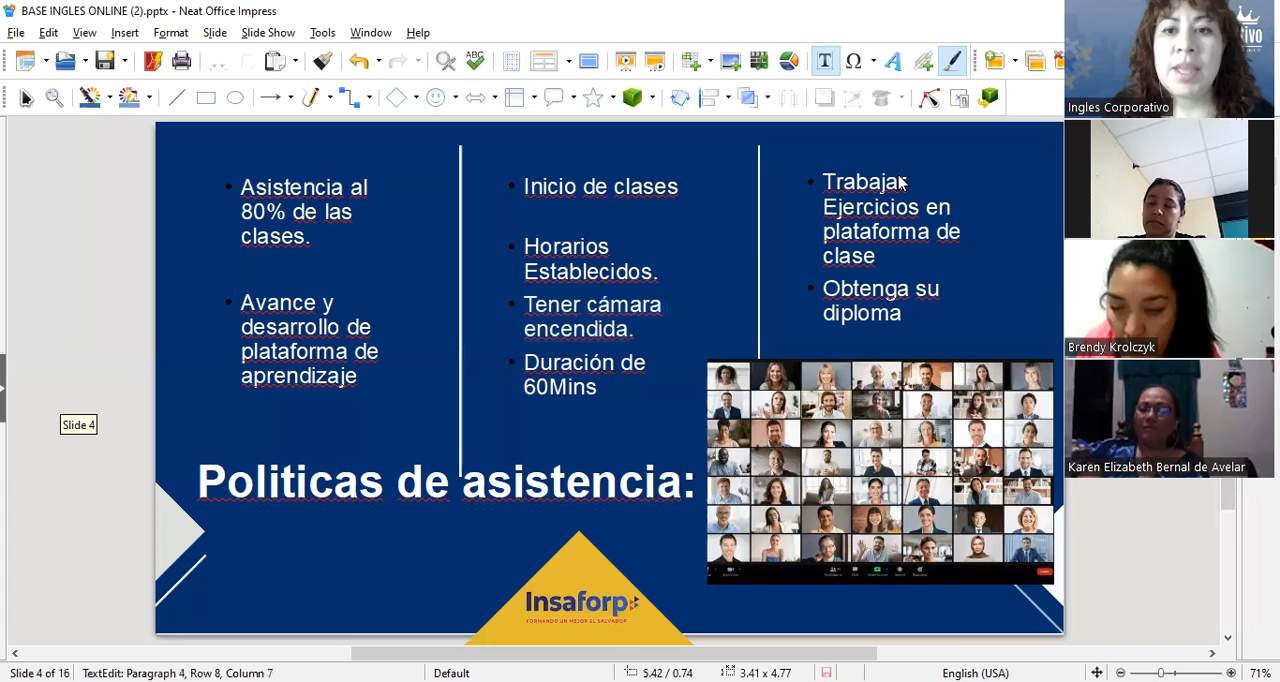 BASE INGLES ONLINE (2).pptx - Neat Office Impress
File Edit View Insert Format Slide Slide Show Tools Window Help
Ingles Corporativo
Brendy Krolczyk
Karen Elizabeth Bernal de Avelar
Asistencia al
80% de las
clases.
Avance y
desarrollo de
plataforma de
aprendizaje
Inicio de clases
Horarios
Establecidos.
Tener cámara
encendida.
Duración de
60Mins
Trabajar
Ejercicios en
plataforma de
clase
Obtenga su
diploma
Slide 4
Politicas de asistencia:
Insaforp
FORMANDO UN MEJOR EL SALVADOR
Slide 4 of 16 TextEdit: Paragraph 4, Row 8, Column 7 Default 5.42 / 0.74 3.41 x 4.77 English (USA) 71%